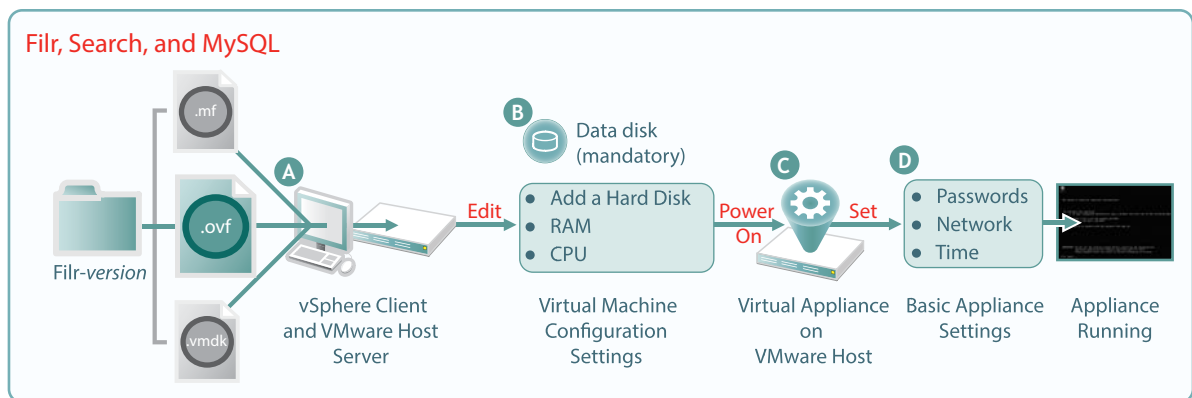 Filr, Search, and MySQL
.mf
.ovf
.vmdk
Filr-version
A
vSphere Client
and VMware Host
Server
Edit
B
Data disk
(mandatory)
Add a Hard Disk
RAM
CPU
Virtual Machine
Configuration
Settings
Power
On
C
Virtual Appliance
on
VMware Host
Set
D
Passwords
Network
Time
Basic Appliance
Settings
Appliance
Running